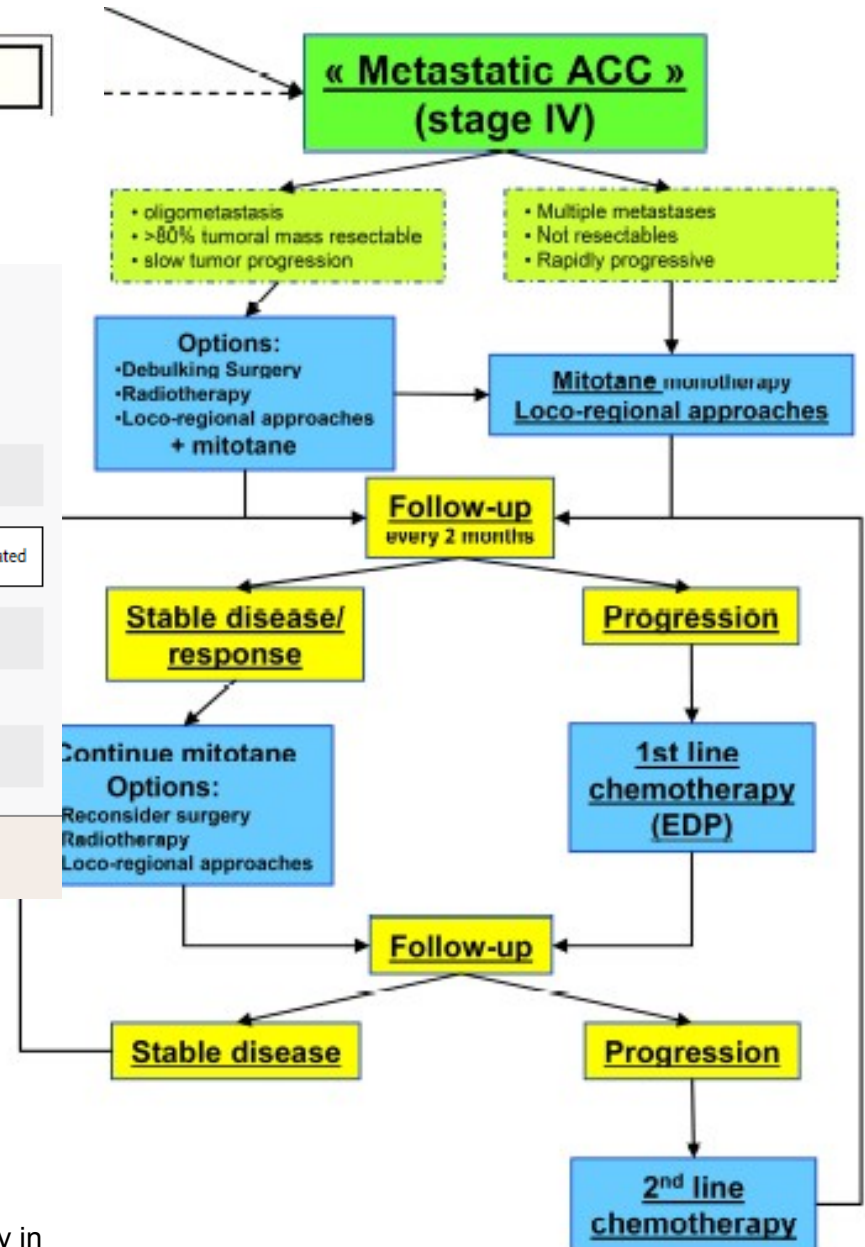 « Metastatic ACC »
(stage IV)
• oligometastasis
• >80% tumoral mass resectable
• slow tumor progression
• Multiple metastases
• Not resectables
• Rapidly progressive
Options:
•Debulking Surgery
•Radiotherapy
•Loco-regional approaches
+ mitotane
Mitotane monotherapy
Loco-regional approaches
Follow-up
every 2 months
Stable disease/
response
Progression
Continue mitotane
Options:
Reconsider surgery
Radiotherapy
Loco-regional approaches
1st line
chemotherapy
(EDP)
Follow-up
Stable disease
Progression
2nd line
chemotherapy
in